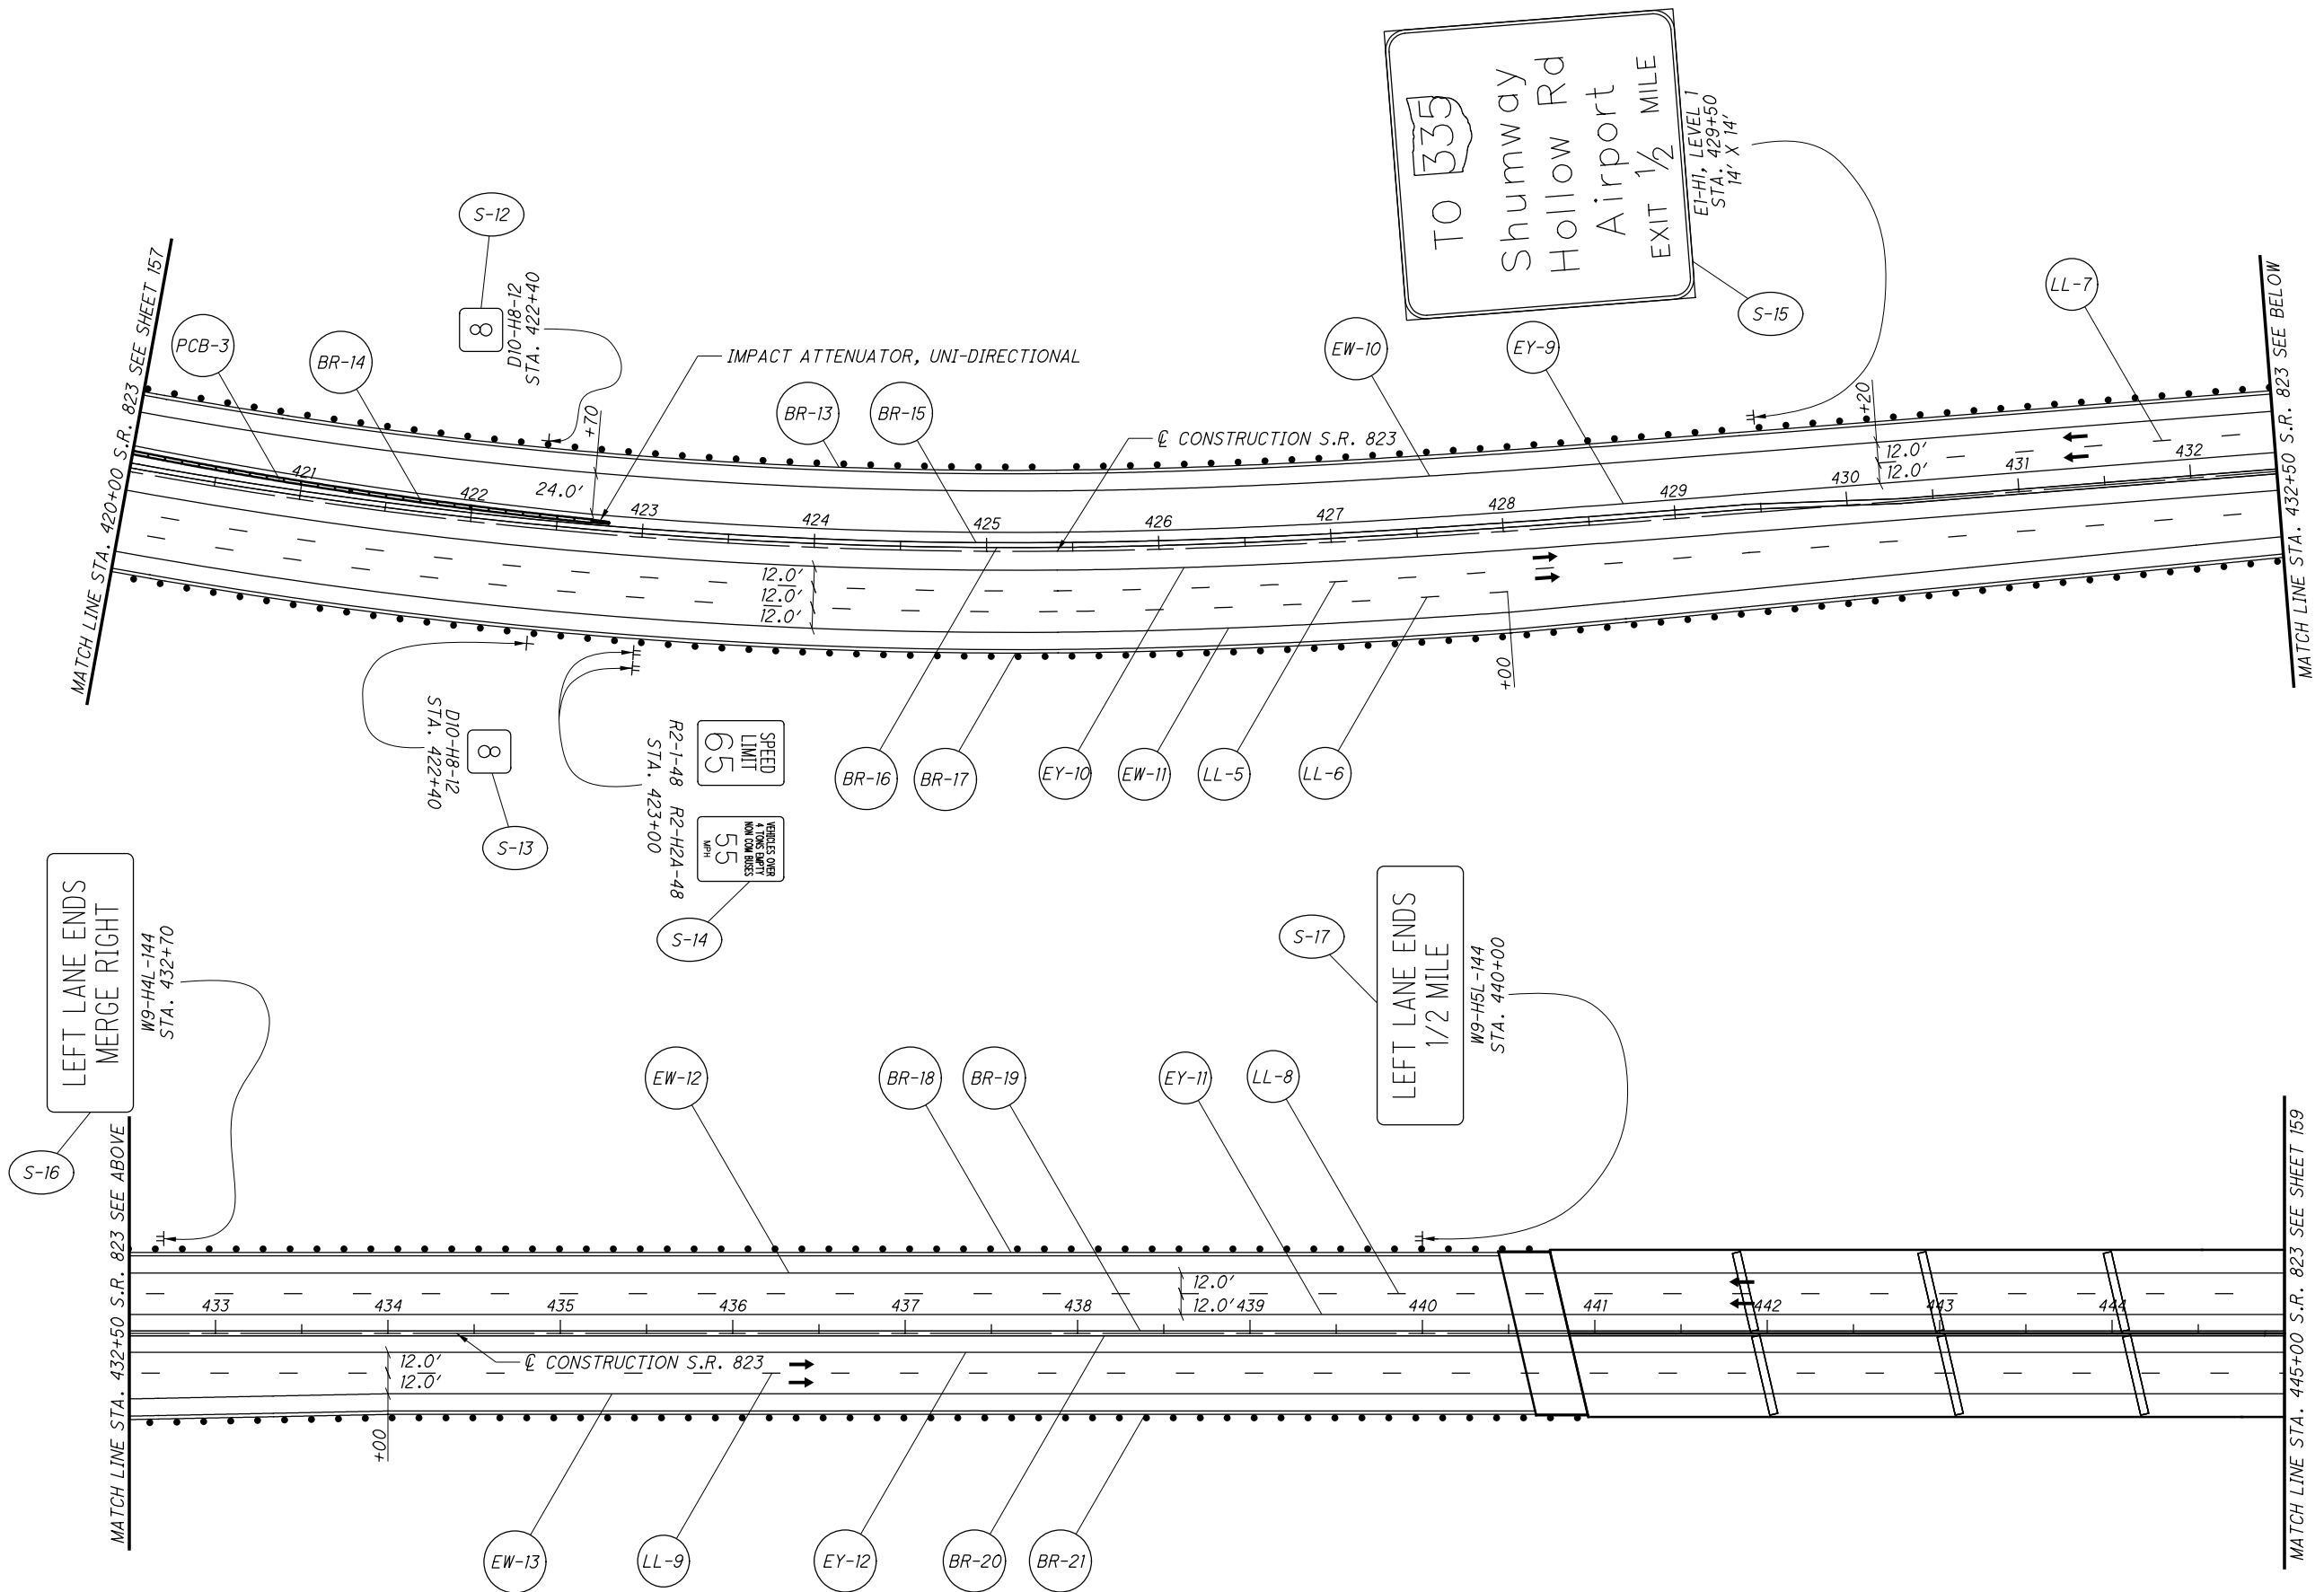 MATCH LINE STA. 420+00 S.R. 823 SEE SHEET 157
PCB-3
BR-14
S-12
8
D10-H8-12
STA. 422+40
+70
IMPACT ATTENUATOR, UNI-DIRECTIONAL
BR-13
BR-15
℄ CONSTRUCTION S.R. 823
EW-10
EY-9
TO 335
Shumway
Hollow Rd
Airport
EXIT 1/2 MILE
E1-H1, LEVEL 1
STA. 429+50
14' X 14'
S-15
LL-7
+20
12.0'
12.0'
MATCH LINE STA. 432+50 S.R. 823 SEE BELOW
421
422
24.0'
423
424
425
426
427
428
429
430
431
432
12.0'
12.0'
12.0'
+00
D10-H8-12
STA. 422+40
8
S-13
SPEED
LIMIT
65
R2-1-48 R2-H2A-48
STA. 423+00
VEHICLES OVER
4 TONS EMPTY
NON COM BUSES
55
MPH
S-14
BR-16
BR-17
EY-10
EW-11
LL-5
LL-6
LEFT LANE ENDS
MERGE RIGHT
W9-H4L-144
STA. 432+70
S-16
S-17
LEFT LANE ENDS
1/2 MILE
W9-H5L-144
STA. 440+00
EW-12
BR-18
BR-19
EY-11
LL-8
MATCH LINE STA. 432+50 S.R. 823 SEE ABOVE
433
434
435
436
437
438
12.0'
12.0'
439
440
441
442
443
444
12.0'
12.0'
℄ CONSTRUCTION S.R. 823
+00
EW-13
LL-9
EY-12
BR-20
BR-21
MATCH LINE STA. 445+00 S.R. 823 SEE SHEET 159